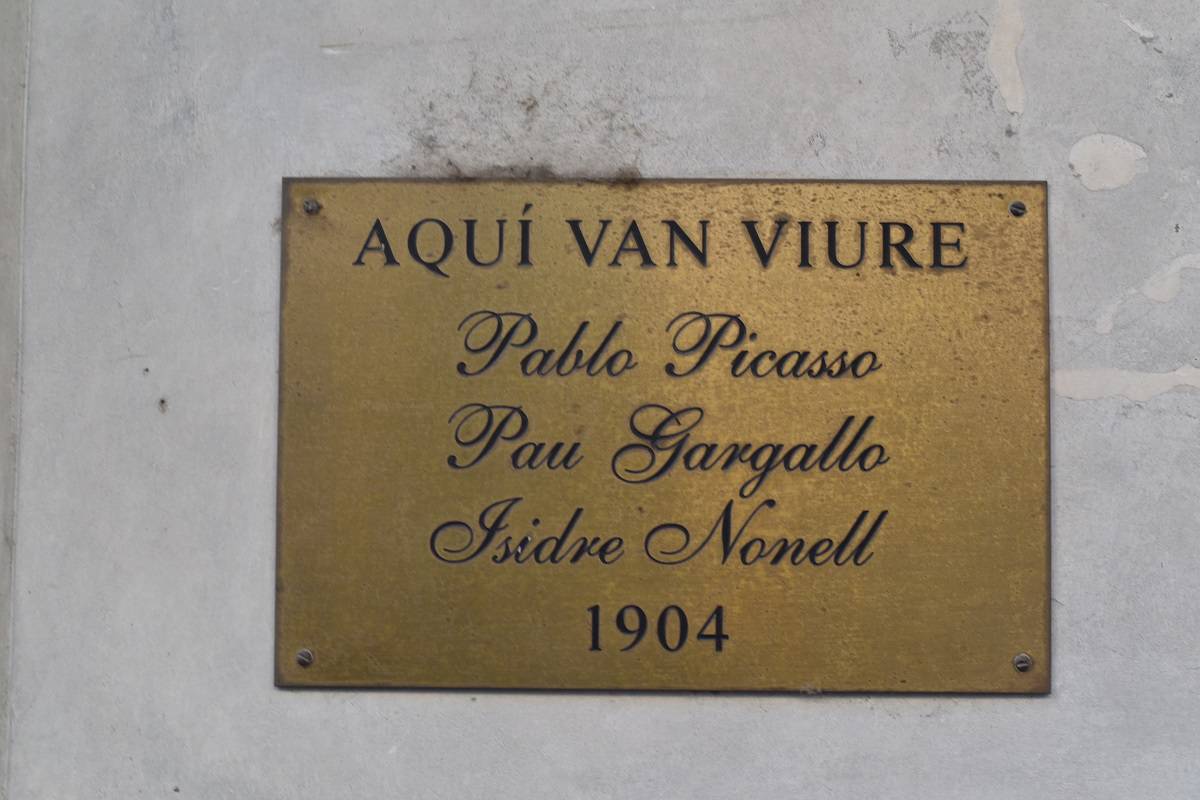 AQUÍ VAN VIURE
Pablo Picasso
Pau Gargallo
Isidre Nonell
1904